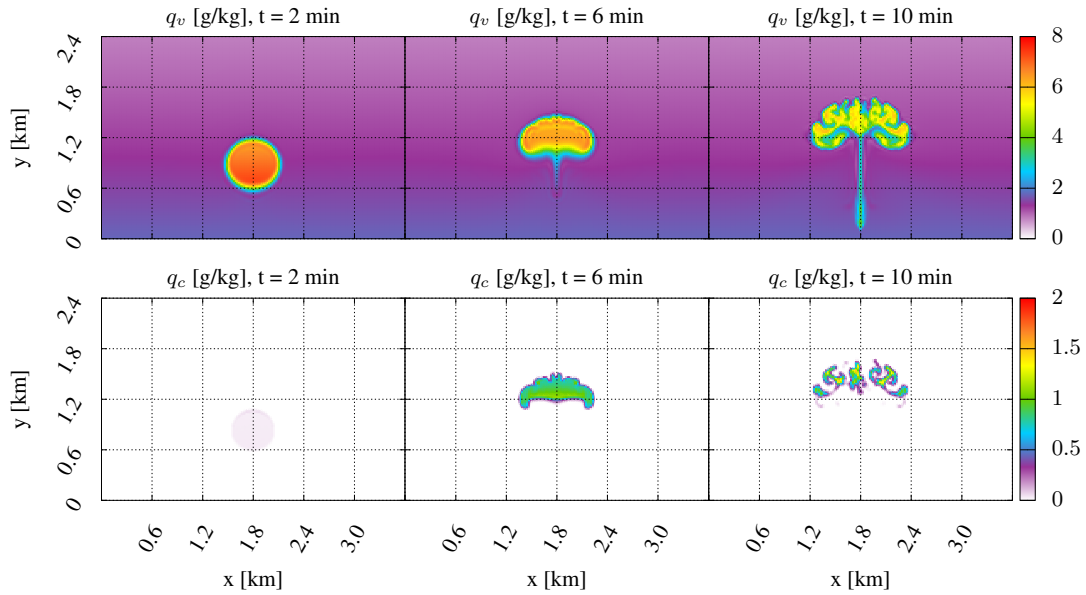 q_v [g/kg], t = 2 min
q_v [g/kg], t = 6 min
q_v [g/kg], t = 10 min
y [km]
2.4
1.8
1.2
0.6
0
8
6
4
2
0
q_c [g/kg], t = 2 min
q_c [g/kg], t = 6 min
q_c [g/kg], t = 10 min
y [km]
2.4
1.8
1.2
0.6
0
2
1.5
1
0.5
0
0.6 1.2 1.8 2.4 3.0
0.6 1.2 1.8 2.4 3.0
0.6 1.2 1.8 2.4 3.0
x [km]
x [km]
x [km]